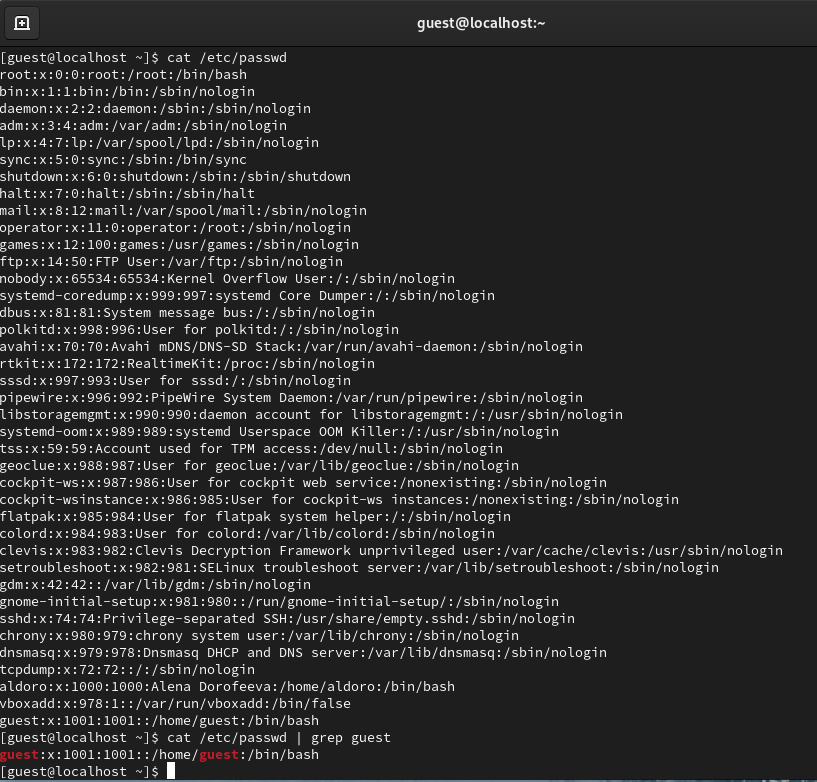 guest@localhost:~
[guest@localhost ~]$ cat /etc/passwd
root:x:0:0:root:/root:/bin/bash
bin:x:1:1:bin:/bin:/sbin/nologin
daemon:x:2:2:daemon:/sbin:/sbin/nologin
adm:x:3:4:adm:/var/adm:/sbin/nologin
lp:x:4:7:lp:/var/spool/lpd:/sbin/nologin
sync:x:5:0:sync:/sbin:/bin/sync
shutdown:x:6:0:shutdown:/sbin:/sbin/shutdown
halt:x:7:0:halt:/sbin:/sbin/halt
mail:x:8:12:mail:/var/spool/mail:/sbin/nologin
operator:x:11:0:operator:/root:/sbin/nologin
games:x:12:100:games:/usr/games:/sbin/nologin
ftp:x:14:50:FTP User:/var/ftp:/sbin/nologin
nobody:x:65534:65534:Kernel Overflow User:/:/sbin/nologin
systemd-coredump:x:999:997:systemd Core Dumper:/:/sbin/nologin
dbus:x:81:81:System message bus:/:/sbin/nologin
polkitd:x:998:996:User for polkitd:/:/sbin/nologin
avahi:x:70:70:Avahi mDNS/DNS-SD Stack:/var/run/avahi-daemon:/sbin/nologin
rtkit:x:172:172:RealtimeKit:/proc:/sbin/nologin
sssd:x:997:993:User for sssd:/:/sbin/nologin
pipewire:x:996:992:PipeWire System Daemon:/var/run/pipewire:/sbin/nologin
libstoragemgmt:x:990:990:daemon account for libstoragemgmt:/:/usr/sbin/nologin
systemd-oom:x:989:989:systemd Userspace OOM Killer:/:/usr/sbin/nologin
tss:x:59:59:Account used for TPM access:/dev/null:/sbin/nologin
geoclue:x:988:987:User for geoclue:/var/lib/geoclue:/sbin/nologin
cockpit-ws:x:987:986:User for cockpit web service:/nonexisting:/sbin/nologin
cockpit-wsinstance:x:986:985:User for cockpit-ws instances:/nonexisting:/sbin/nologin
flatpak:x:985:984:User for flatpak system helper:/:/sbin/nologin
colord:x:984:983:User for colord:/var/lib/colord:/sbin/nologin
clevis:x:983:982:Clevis Decryption Framework unprivileged user:/var/cache/clevis:/usr/sbin/nologin
setroubleshoot:x:982:981:SELinux troubleshoot server:/var/lib/setroubleshoot:/sbin/nologin
gdm:x:42:42::/var/lib/gdm:/sbin/nologin
gnome-initial-setup:x:981:980::/run/gnome-initial-setup/:/sbin/nologin
sshd:x:74:74:Privilege-separated SSH:/usr/share/empty.sshd:/sbin/nologin
chrony:x:980:979:chrony system user:/var/lib/chrony:/sbin/nologin
dnsmasq:x:979:978:Dnsmasq DHCP and DNS server:/var/lib/dnsmasq:/sbin/nologin
tcpdump:x:72:72::/:/sbin/nologin
aldoro:x:1000:1000:Alena Dorofeeva:/home/aldoro:/bin/bash
vboxadd:x:978:1::/var/run/vboxadd:/bin/false
guest:x:1001:1001::/home/guest:/bin/bash
[guest@localhost ~]$ cat /etc/passwd | grep guest
guest:x:1001:1001::/home/guest:/bin/bash
[guest@localhost ~]$